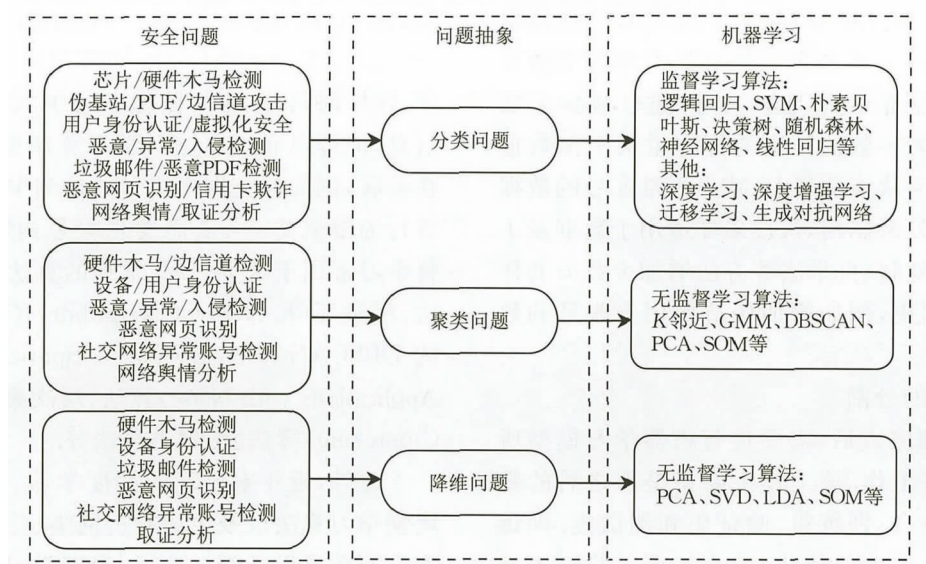 安全问题
问题抽象
机器学习
芯片/硬件木马检测
伪基站/PUF/边信道攻击
用户身份认证/虚拟化安全
恶意/异常/入侵检测
垃圾邮件/恶意PDF检测
恶意网页识别/信用卡欺诈
网络舆情/取证分析
分类问题
监督学习算法：
逻辑回归、SVM、朴素贝
叶斯、决策树、随机森林、
神经网络、线性回归等
其他：
深度学习、深度增强学习、
迁移学习、生成对抗网络
硬件木马/边信道检测
设备/用户身份认证
恶意/异常/入侵检测
恶意网页识别
社交网络异常账号检测
网络舆情分析
聚类问题
无监督学习算法：
K邻近、GMM、DBSCAN、
PCA、SOM等
硬件木马检测
设备身份认证
垃圾邮件检测
恶意网页识别
社交网络异常账号检测
取证分析
降维问题
无监督学习算法：
PCA、SVD、LDA、SOM等